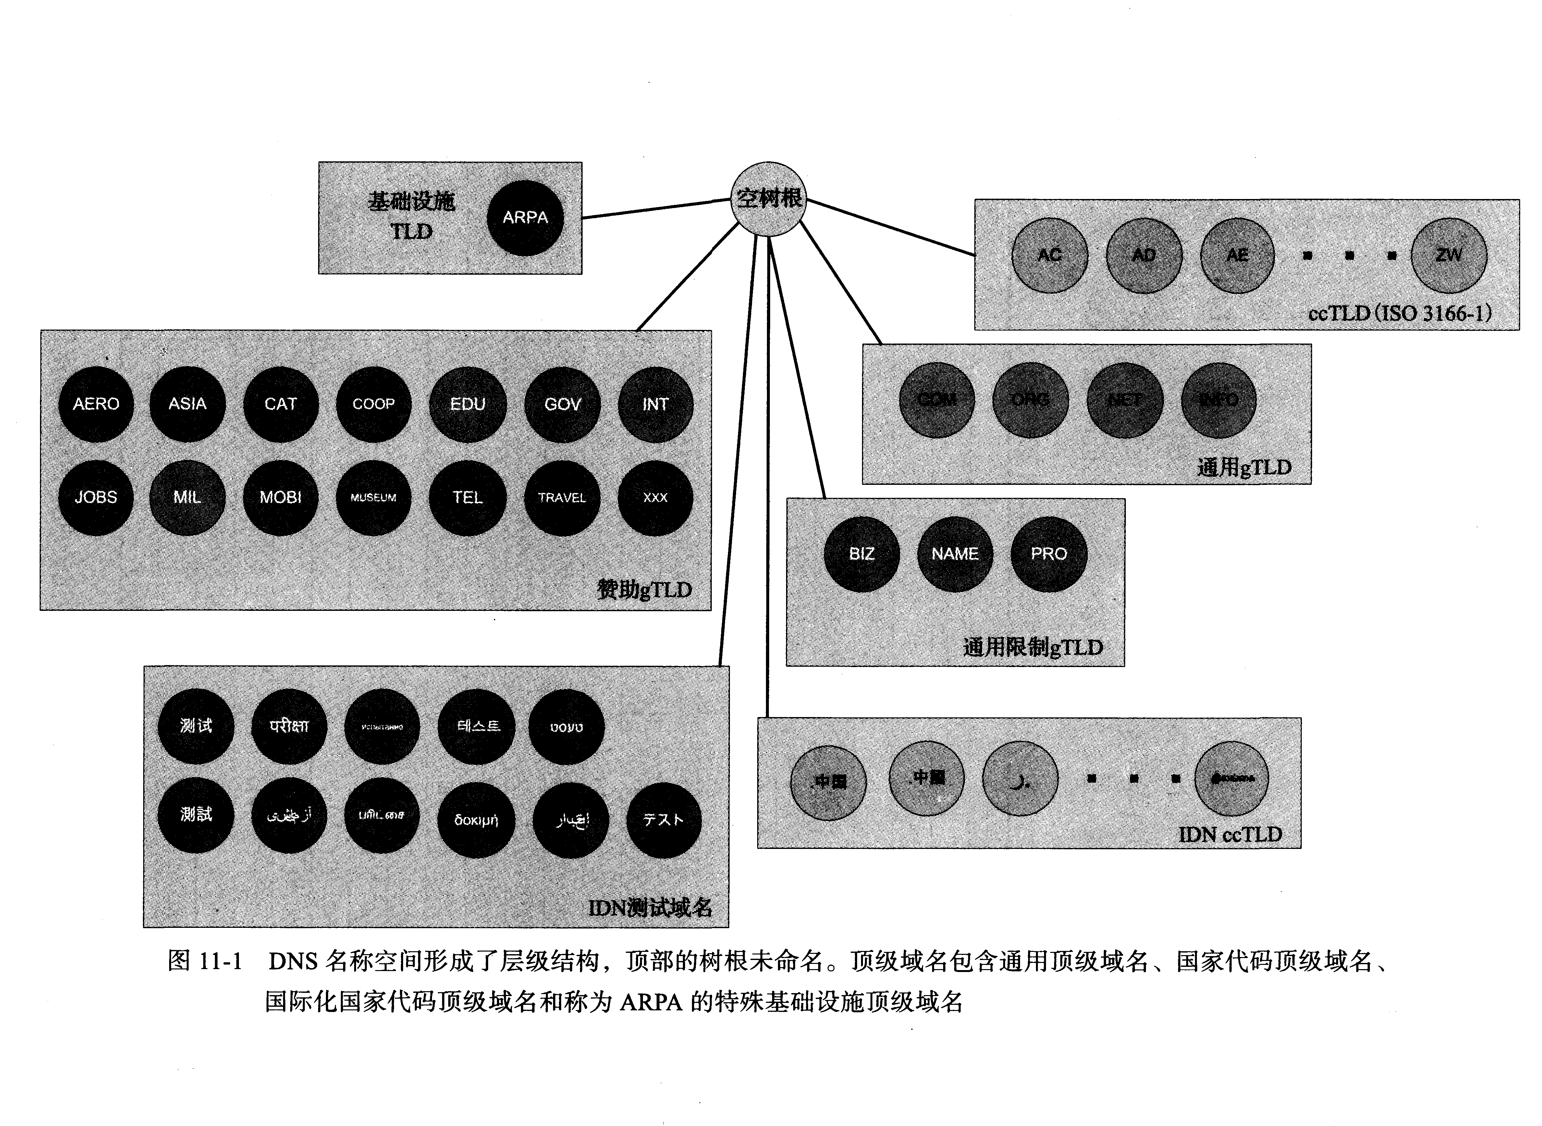 空树根
基础设施
TLD
ARPA
AC AD AE ZW
ccTLD(ISO 3166-1)
AERO ASIA CAT COOP EDU GOV INT
JOBS MIL MOBI MUSEUM TEL TRAVEL XXX
赞助gTLD
COM ORG NET INFO
通用gTLD
BIZ NAME PRO
通用限制gTLD
测试 परीक्षा 테스트
測試 δοκιμή テスト
IDN测试域名
.中国 .中國
IDN ccTLD
图 11-1 DNS 名称空间形成了层级结构，顶部的树根未命名。顶级域名包含通用顶级域名、国家代码顶级域名、
国际化国家代码顶级域名和称为 ARPA 的特殊基础设施顶级域名